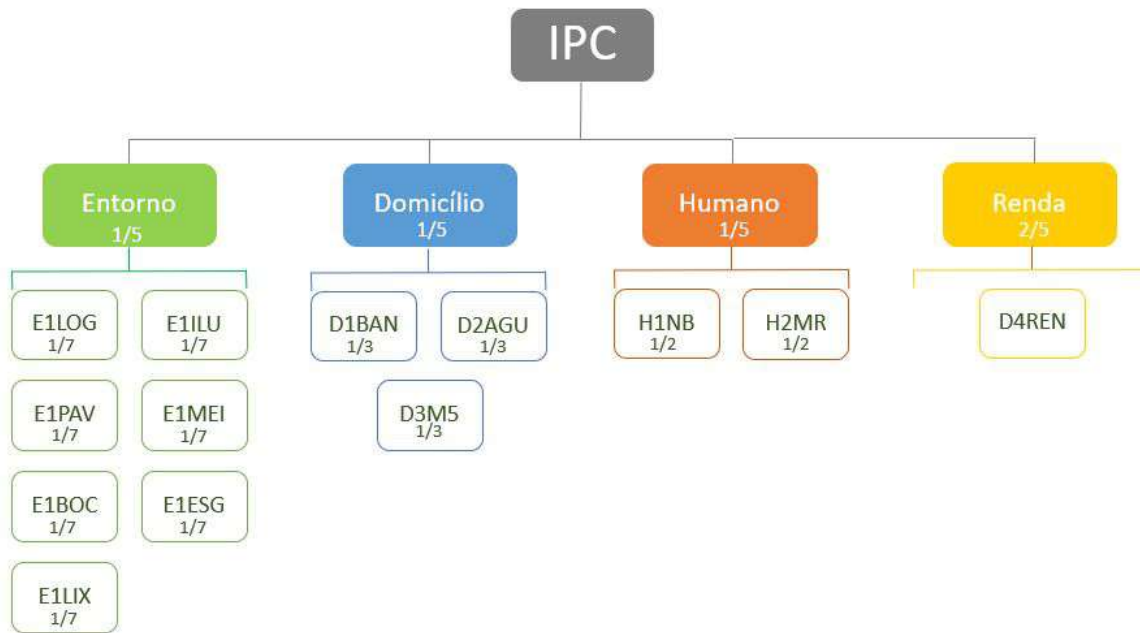 IPC
Entorno
1/5
Domicílio
1/5
Humano
1/5
Renda
2/5
E1LOG
1/7
E1ILU
1/7
D1BAN
1/3
D2AGU
1/3
H1NB
1/2
H2MR
1/2
D4REN
E1PAV
1/7
E1MEI
1/7
D3M5
1/3
E1BOC
1/7
E1ESG
1/7
E1LIX
1/7